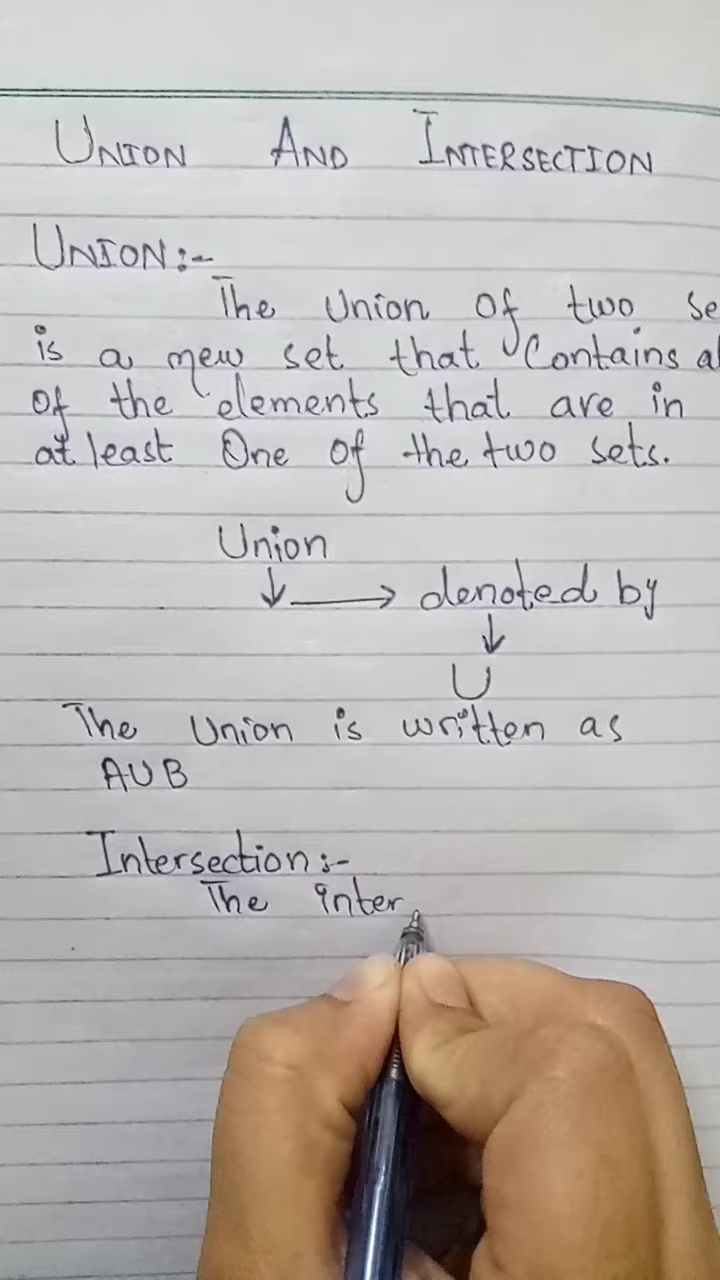 UNION AND INTERSECTION
UNION:-
The Union Of two se
is a new set that Contains al
Of the elements that are in
at least One of the two sets.
Union
denoted by
U
The Union is written as
AUB
Intersection:-
The inter